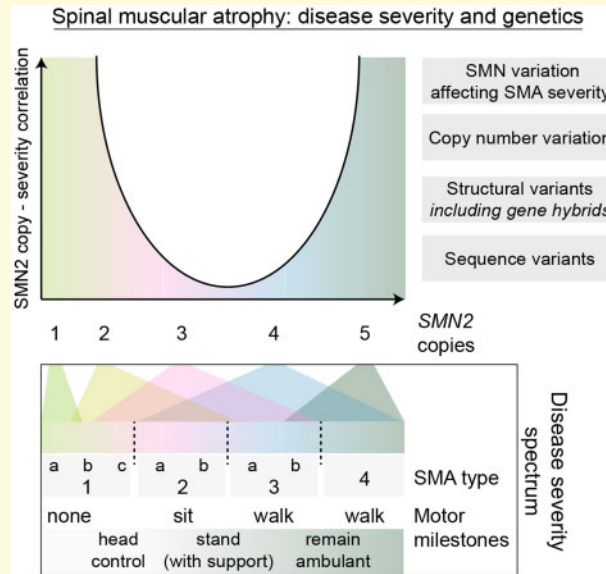 Spinal muscular atrophy: disease severity and genetics
SMN2 copy - severity correlation
SMN variation
affecting SMA severity
Copy number variation
Structural variants
including gene hybrids
Sequence variants
1 2 3 4 5 SMN2
copies
a b c a b a b
1 2 3 4 SMA type
none sit walk walk Motor
milestones
head stand remain
control (with support) ambulant
Disease severity
spectrum